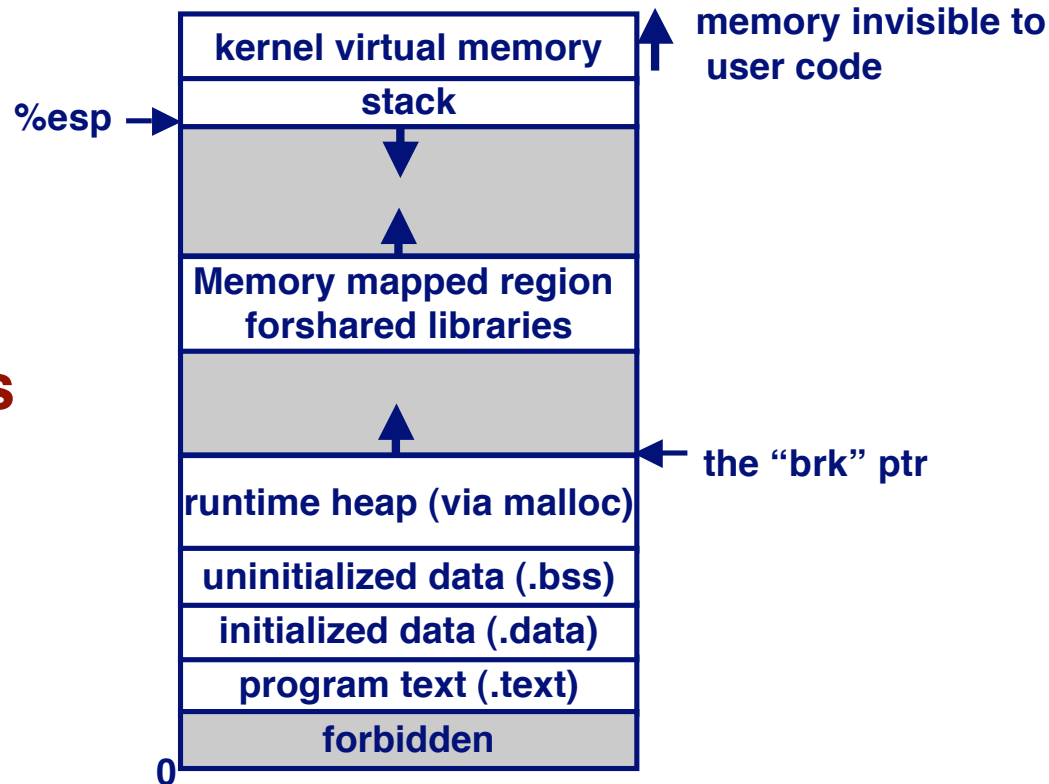 kernel virtual memory
memory invisible to
user code
%esp
stack
Memory mapped region
forshared libraries
s
the “brk” ptr
runtime heap (via malloc)
uninitialized data (.bss)
initialized data (.data)
program text (.text)
forbidden
0